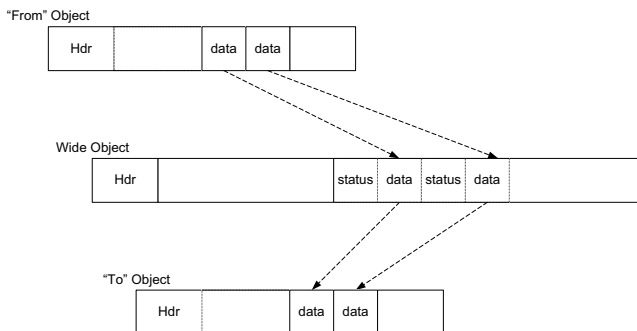 “From” Object
Hdr data data
Wide Object
Hdr status data status data
“To” Object
Hdr data data